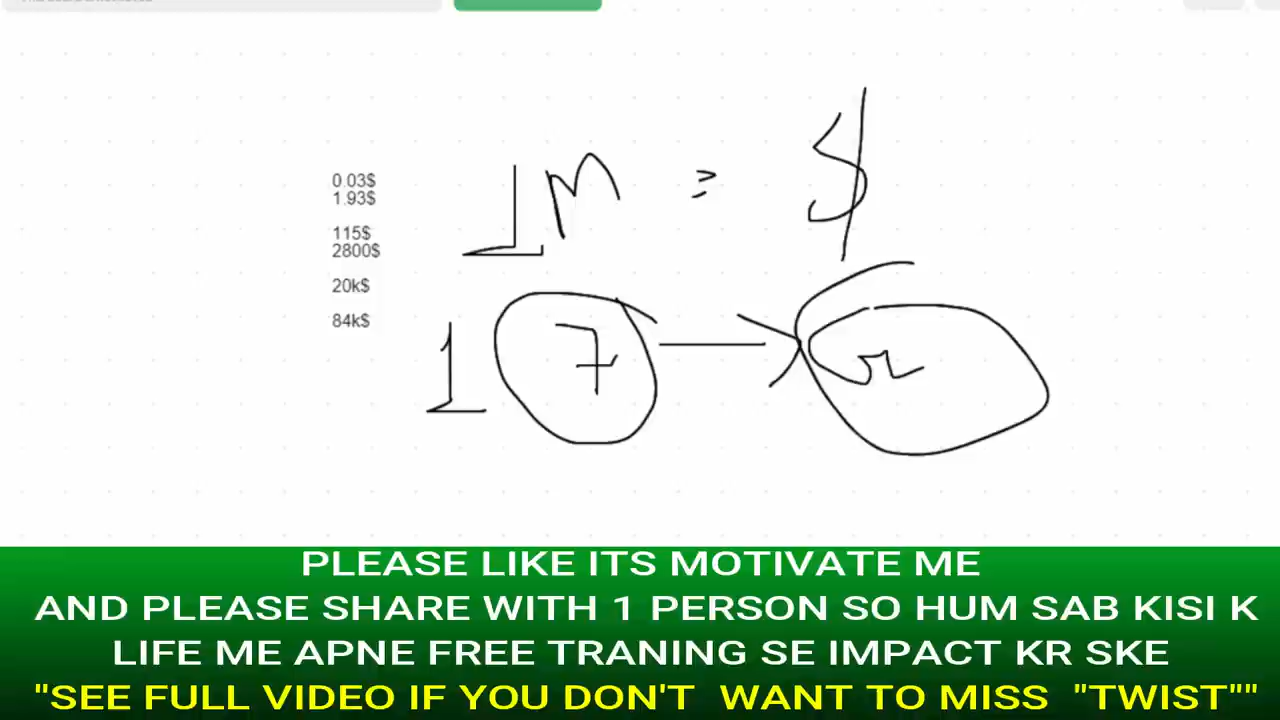 0.03$
1.93$
115$
2800$
20k$
84k$
1m = $
1 7
PLEASE LIKE ITS MOTIVATE ME
AND PLEASE SHARE WITH 1 PERSON SO HUM SAB KISI K
LIFE ME APNE FREE TRANING SE IMPACT KR SKE
"SEE FULL VIDEO IF YOU DON'T WANT TO MISS "TWIST""